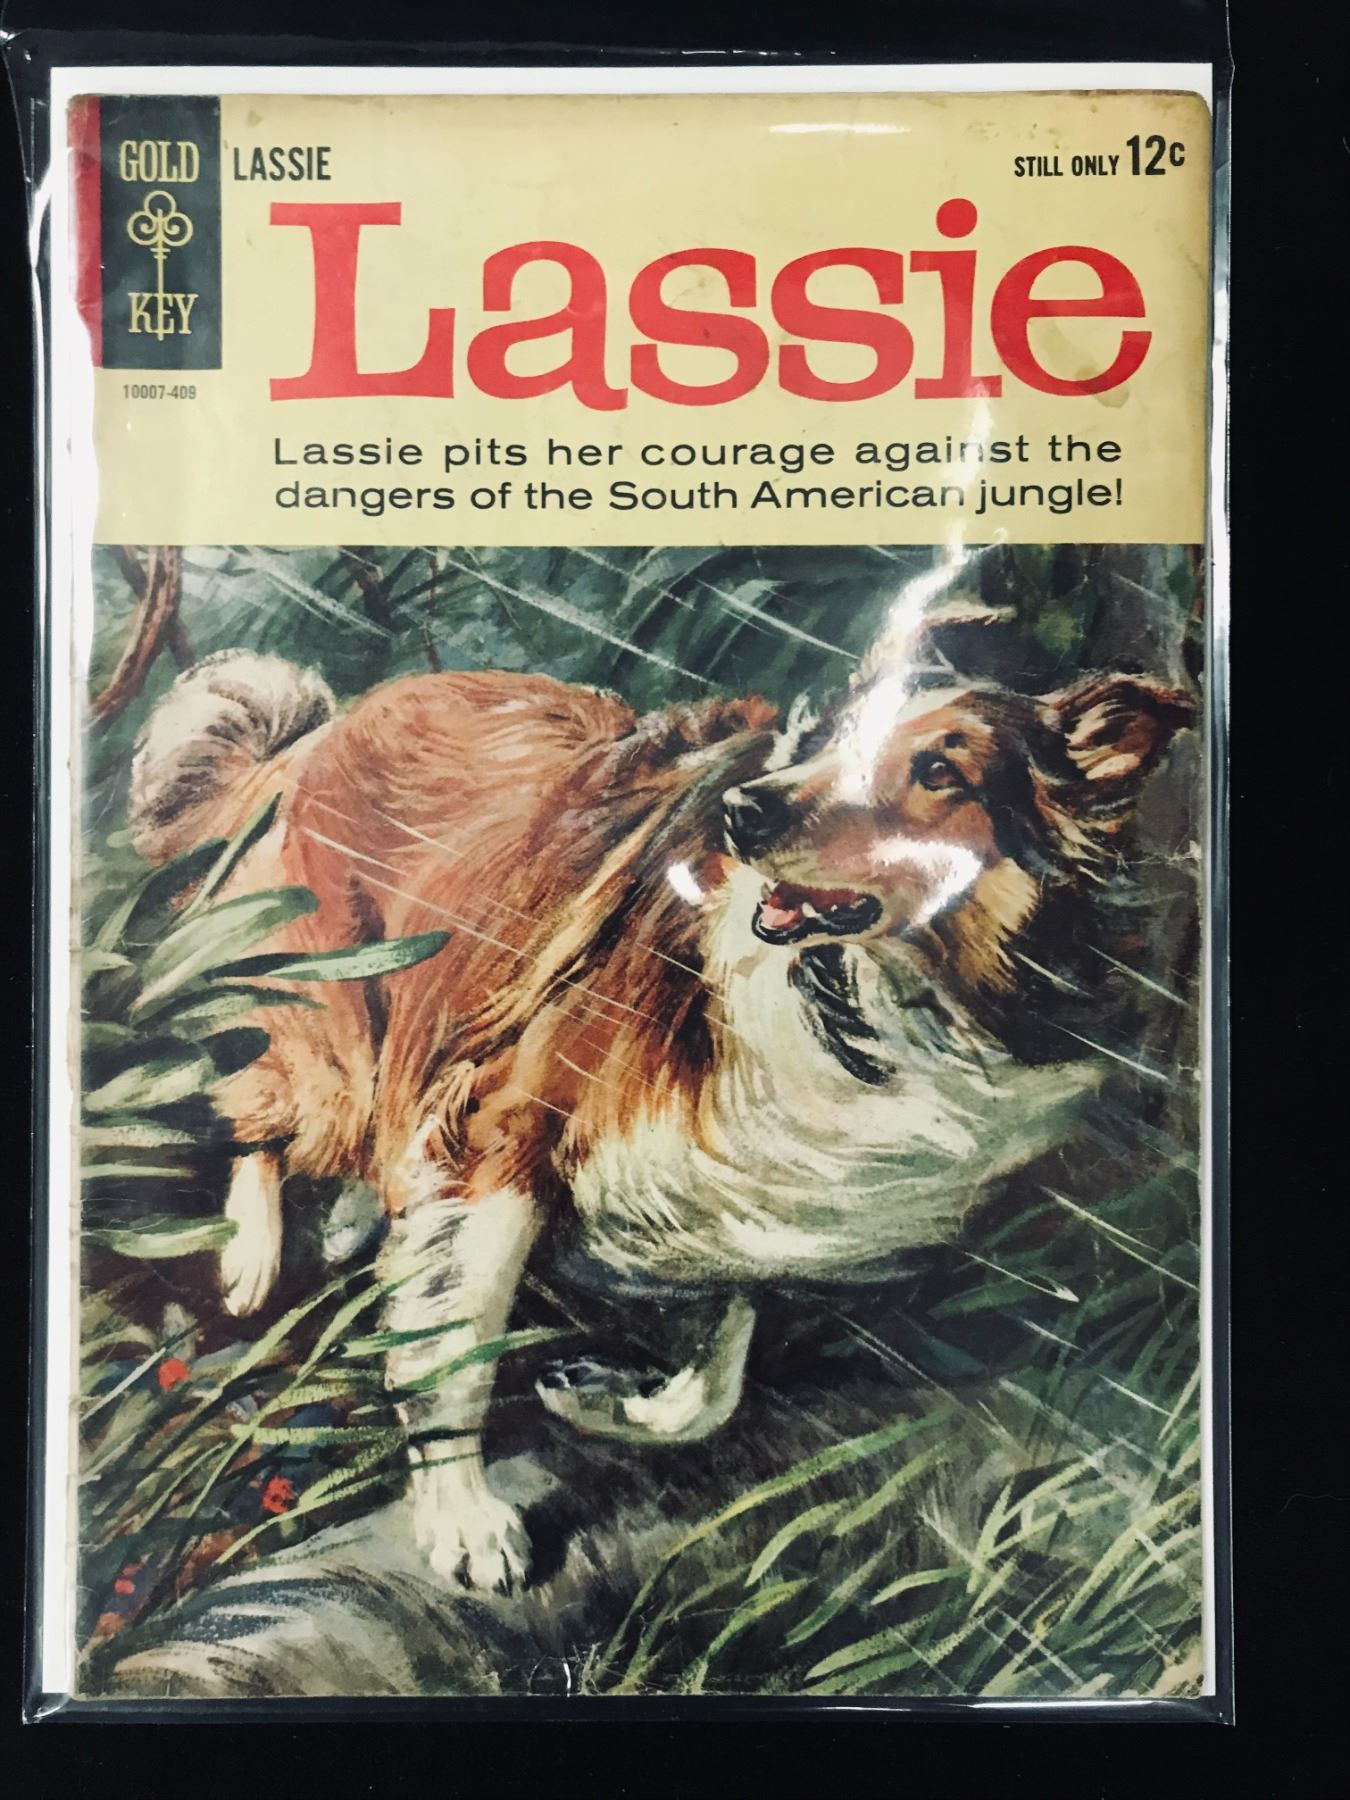 GOLD
KEY
LASSIE
STILL ONLY 12c
Lassie
10007-409
Lassie pits her courage against the
dangers of the South American jungle!